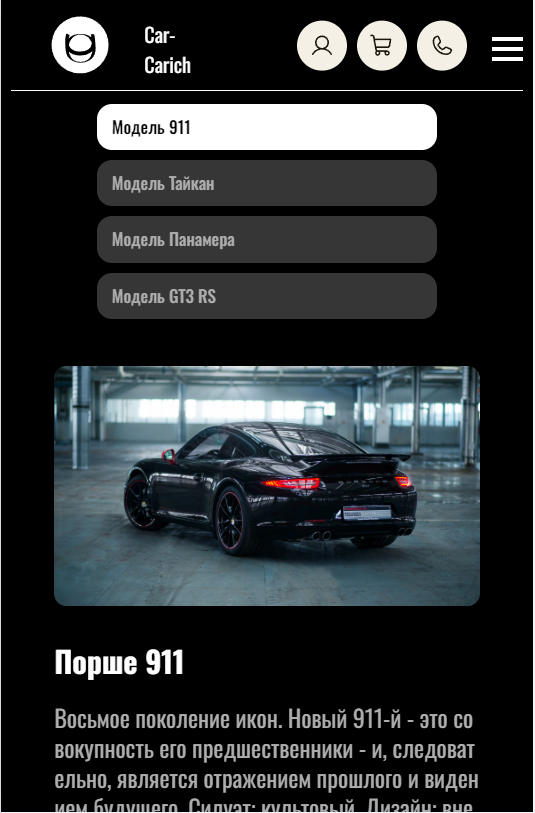 Car-
Carich
Модель 911
Модель Тайкан
Модель Панамера
Модель GT3 RS
Порше 911
Восьмое поколение икон. Новый 911-й - это со
вокупность его предшественники - и, следоват
ельно, является отражением прошлого и виден
ием будущего. Силуэт: культовый. Дизайн: вне